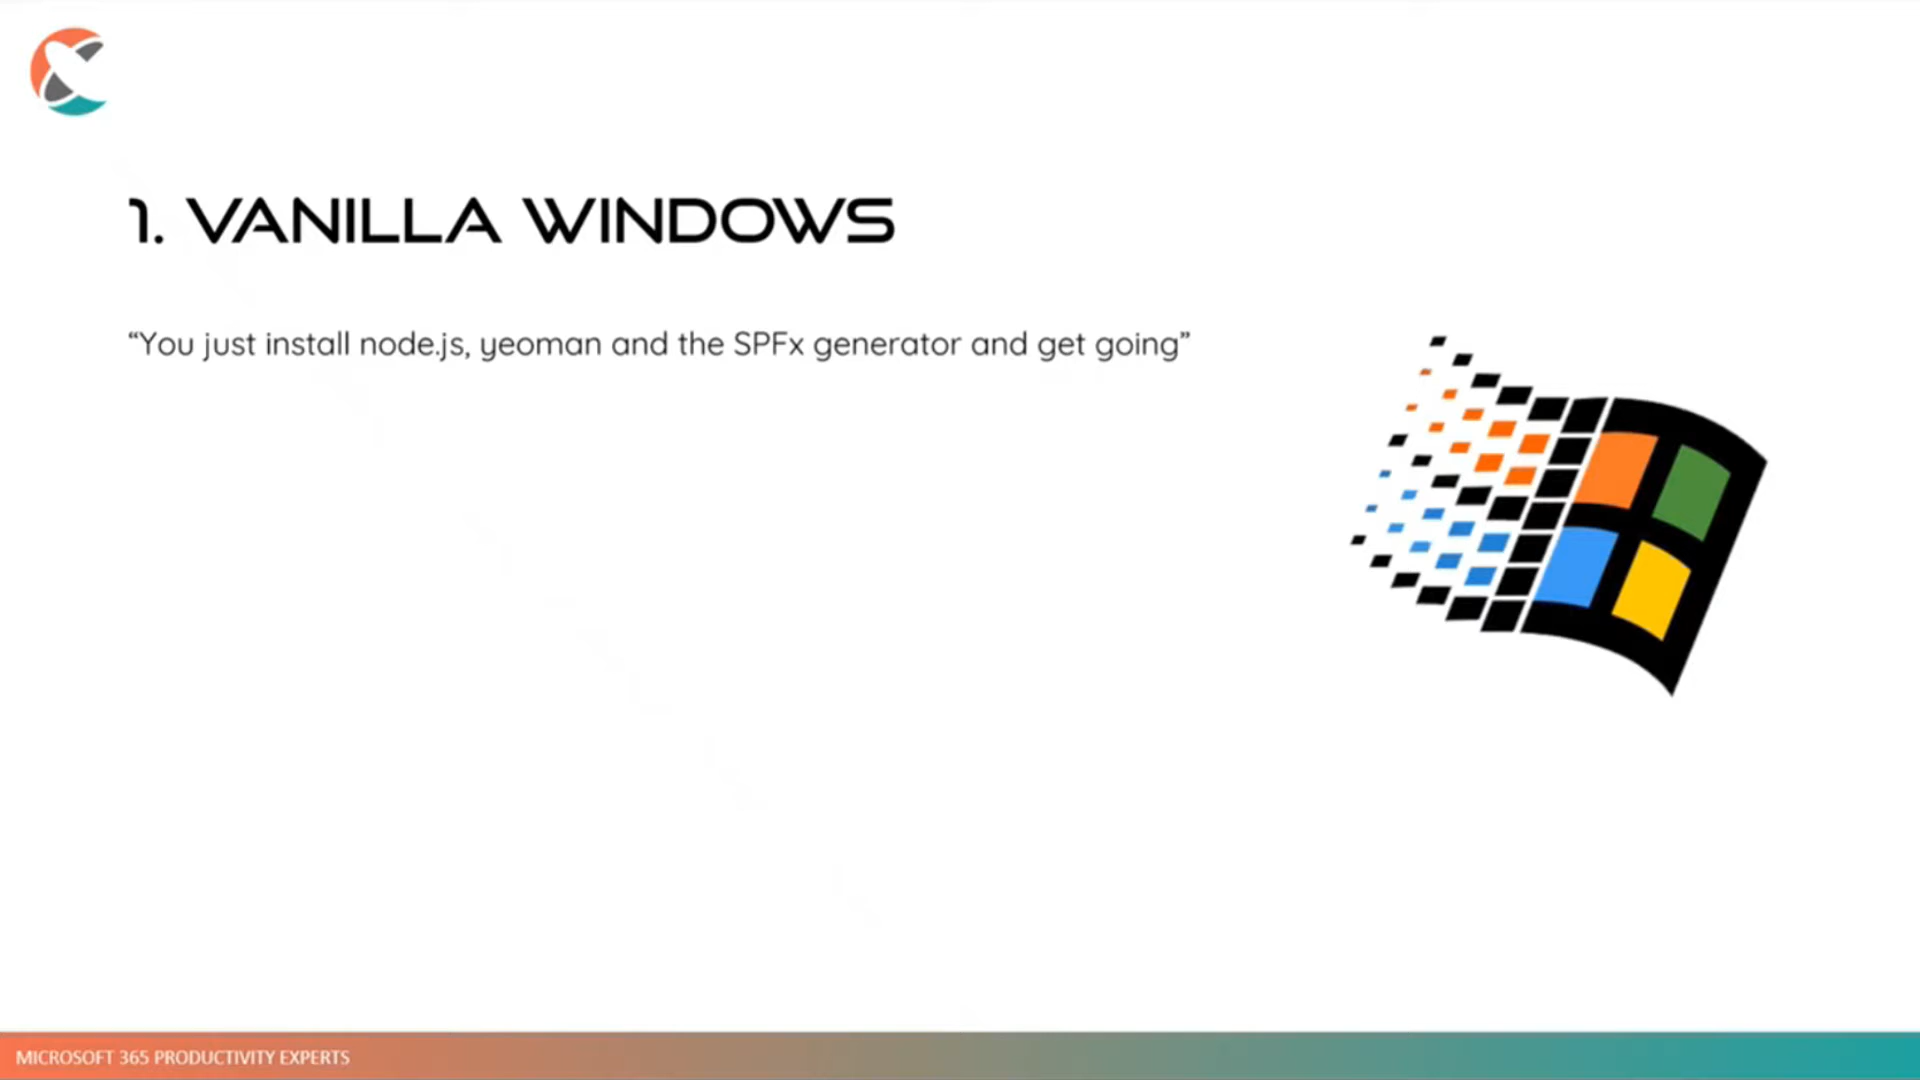 1. VANILLA WINDOWS
“You just install node.js, yeoman and the SPFx generator and get going”
MICROSOFT 365 PRODUCTIVITY EXPERTS